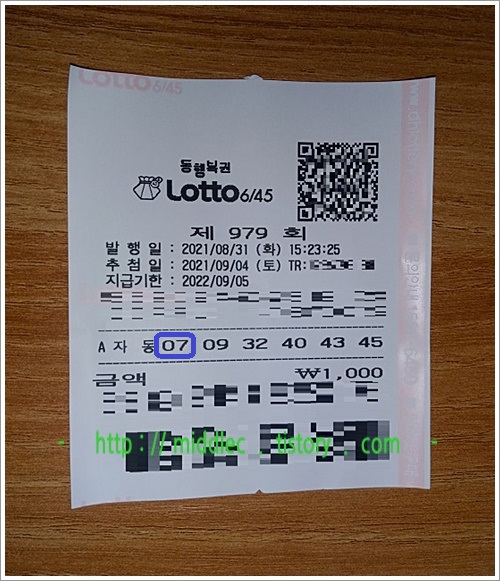 Lotto 6/45
동행복권
Lotto 6/45
제 979 회
발 행 일 : 2021/08/31 (화) 15:23:25
추 첨 일 : 2021/09/04 (토) TR:
지급기한 : 2022/09/05
A 자 동 07 09 32 40 43 45
금액 ₩1,000
- http://middlec.tistory.com -